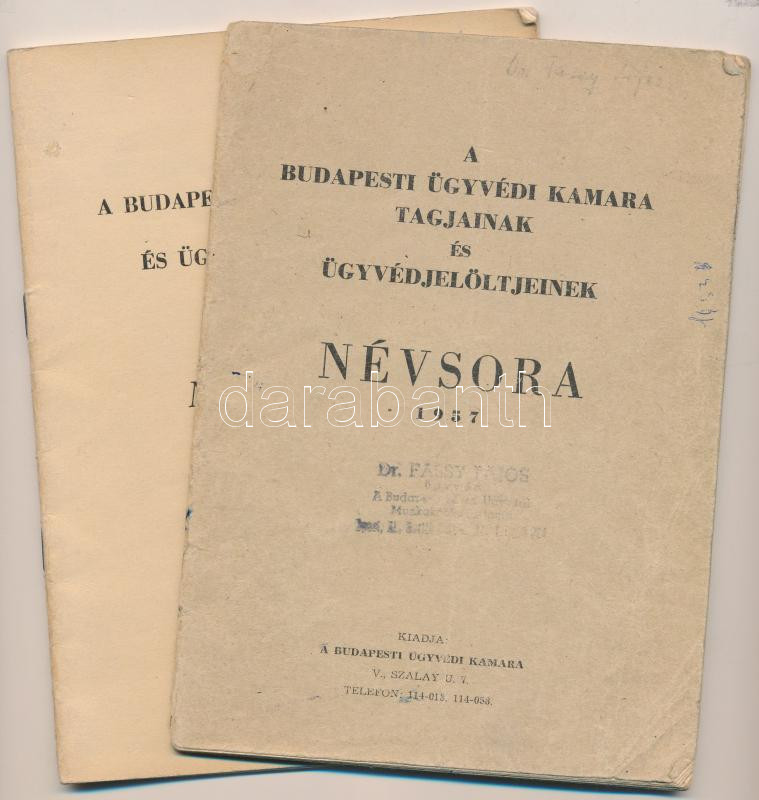 A BUDAPE
ÉS ÜG
N
A
BUDAPESTI ÜGYVÉDI KAMARA
TAGJAINAK
ÉS
ÜGYVÉDJELÖLTJEINEK
NÉVSORA
1957
darabanth
Dr.
A
KIADJA:
A BUDAPESTI ÜGYVÉDI KAMARA
V., SZALAY U. 7.
TELEFON: 114-013, 114-058.